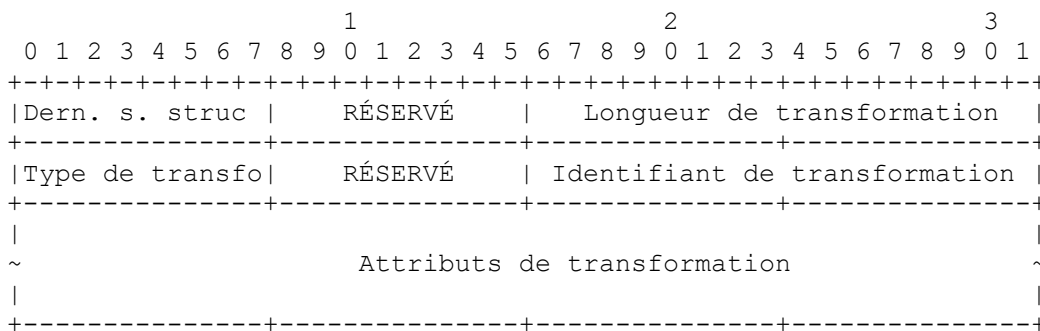 1                   2                   3
 0 1 2 3 4 5 6 7 8 9 0 1 2 3 4 5 6 7 8 9 0 1 2 3 4 5 6 7 8 9 0 1
+-+-+-+-+-+-+-+-+-+-+-+-+-+-+-+-+-+-+-+-+-+-+-+-+-+-+-+-+-+-+-+-+
|Dern. s. struc |    RÉSERVÉ    |   Longueur de transformation  |
+---------------+---------------+---------------+---------------+
|Type de transfo|    RÉSERVÉ    | Identifiant de transformation |
+---------------+---------------+---------------+---------------+
|                                                               |
~                     Attributs de transformation               ~
|                                                               |
+---------------+---------------+---------------+---------------+